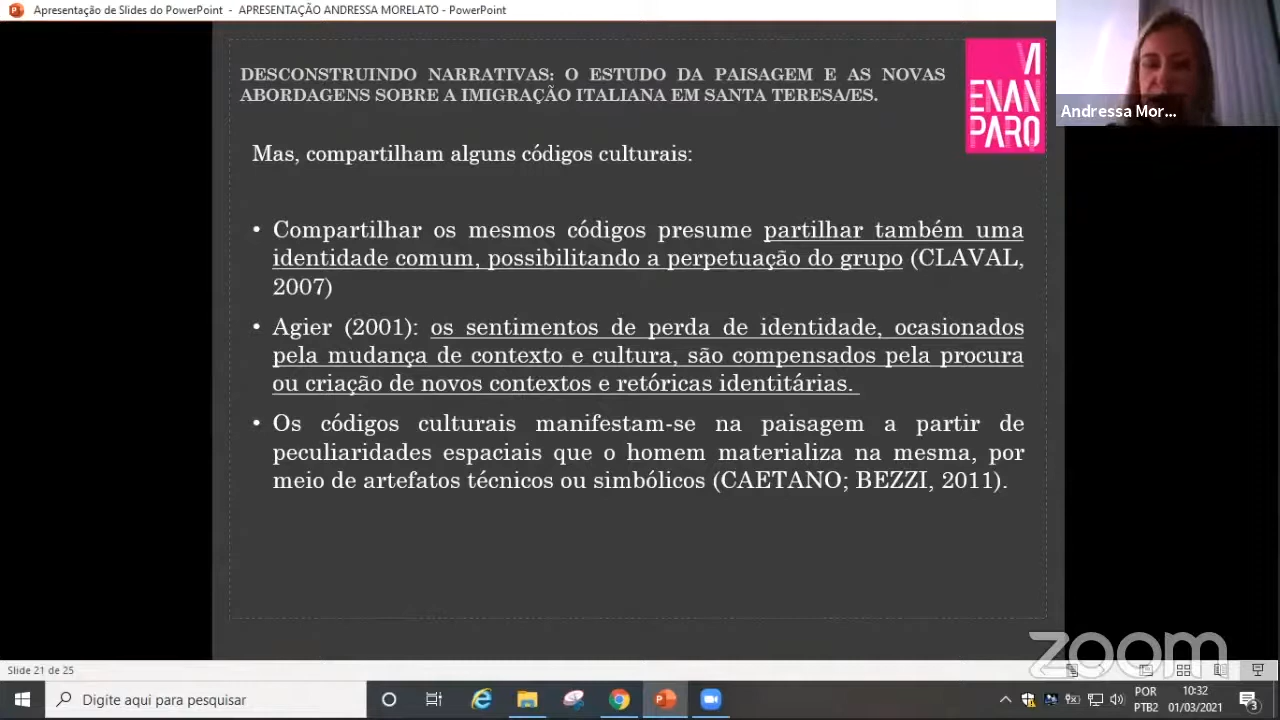 Apresentação de Slides do PowerPoint - APRESENTAÇÃO ANDRESSA MORELATO - PowerPoint
DESCONSTRUINDO NARRATIVAS: O ESTUDO DA PAISAGEM E AS NOVAS
ABORDAGENS SOBRE A IMIGRAÇÃO ITALIANA EM SANTA TERESA/ES.
VI
ENAN
PARQ
Andressa Mor...
Mas, compartilham alguns códigos culturais:
• Compartilhar os mesmos códigos presume partilhar também uma
identidade comum, possibilitando a perpetuação do grupo (CLAVAL,
2007)
• Agier (2001): os sentimentos de perda de identidade, ocasionados
pela mudança de contexto e cultura, são compensados pela procura
ou criação de novos contextos e retóricas identitárias.
• Os códigos culturais manifestam-se na paisagem a partir de
peculiaridades espaciais que o homem materializa na mesma, por
meio de artefatos técnicos ou simbólicos (CAETANO; BEZZI, 2011).
zoom
Slide 21 de 25
Digite aqui para pesquisar
POR
PTB2
10:32
01/03/2021
3